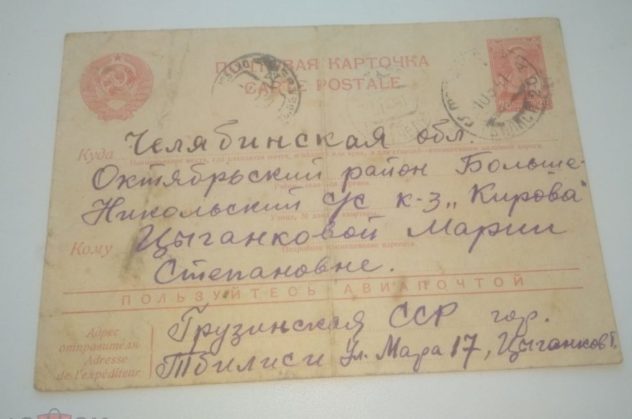 ПОЧТОВАЯ КАРТОЧКА
CARTE POSTALE
Куда Челябинская обл.
Октябрьский район Больше-
Никольский с/с к-з „Кирова“
Кому Цыганковой Марии
Степановне.
ПОЛЬЗУЙТЕСЬ АВИАПОЧТОЙ
Адрес отправителя
Adresse de l'expéditeur
Грузинская ССР гор.
Тбилиси ул. Мара 17, Цыганков